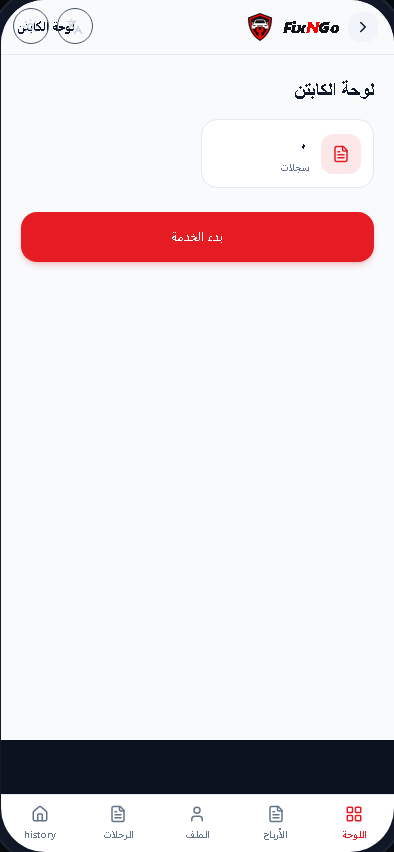 FixNGo
لوحة الكابتن
لوحة الكابتن
٠
سجلات
بدء الخدمة
اللوحة
الأرباح
الملف
الرحلات
history